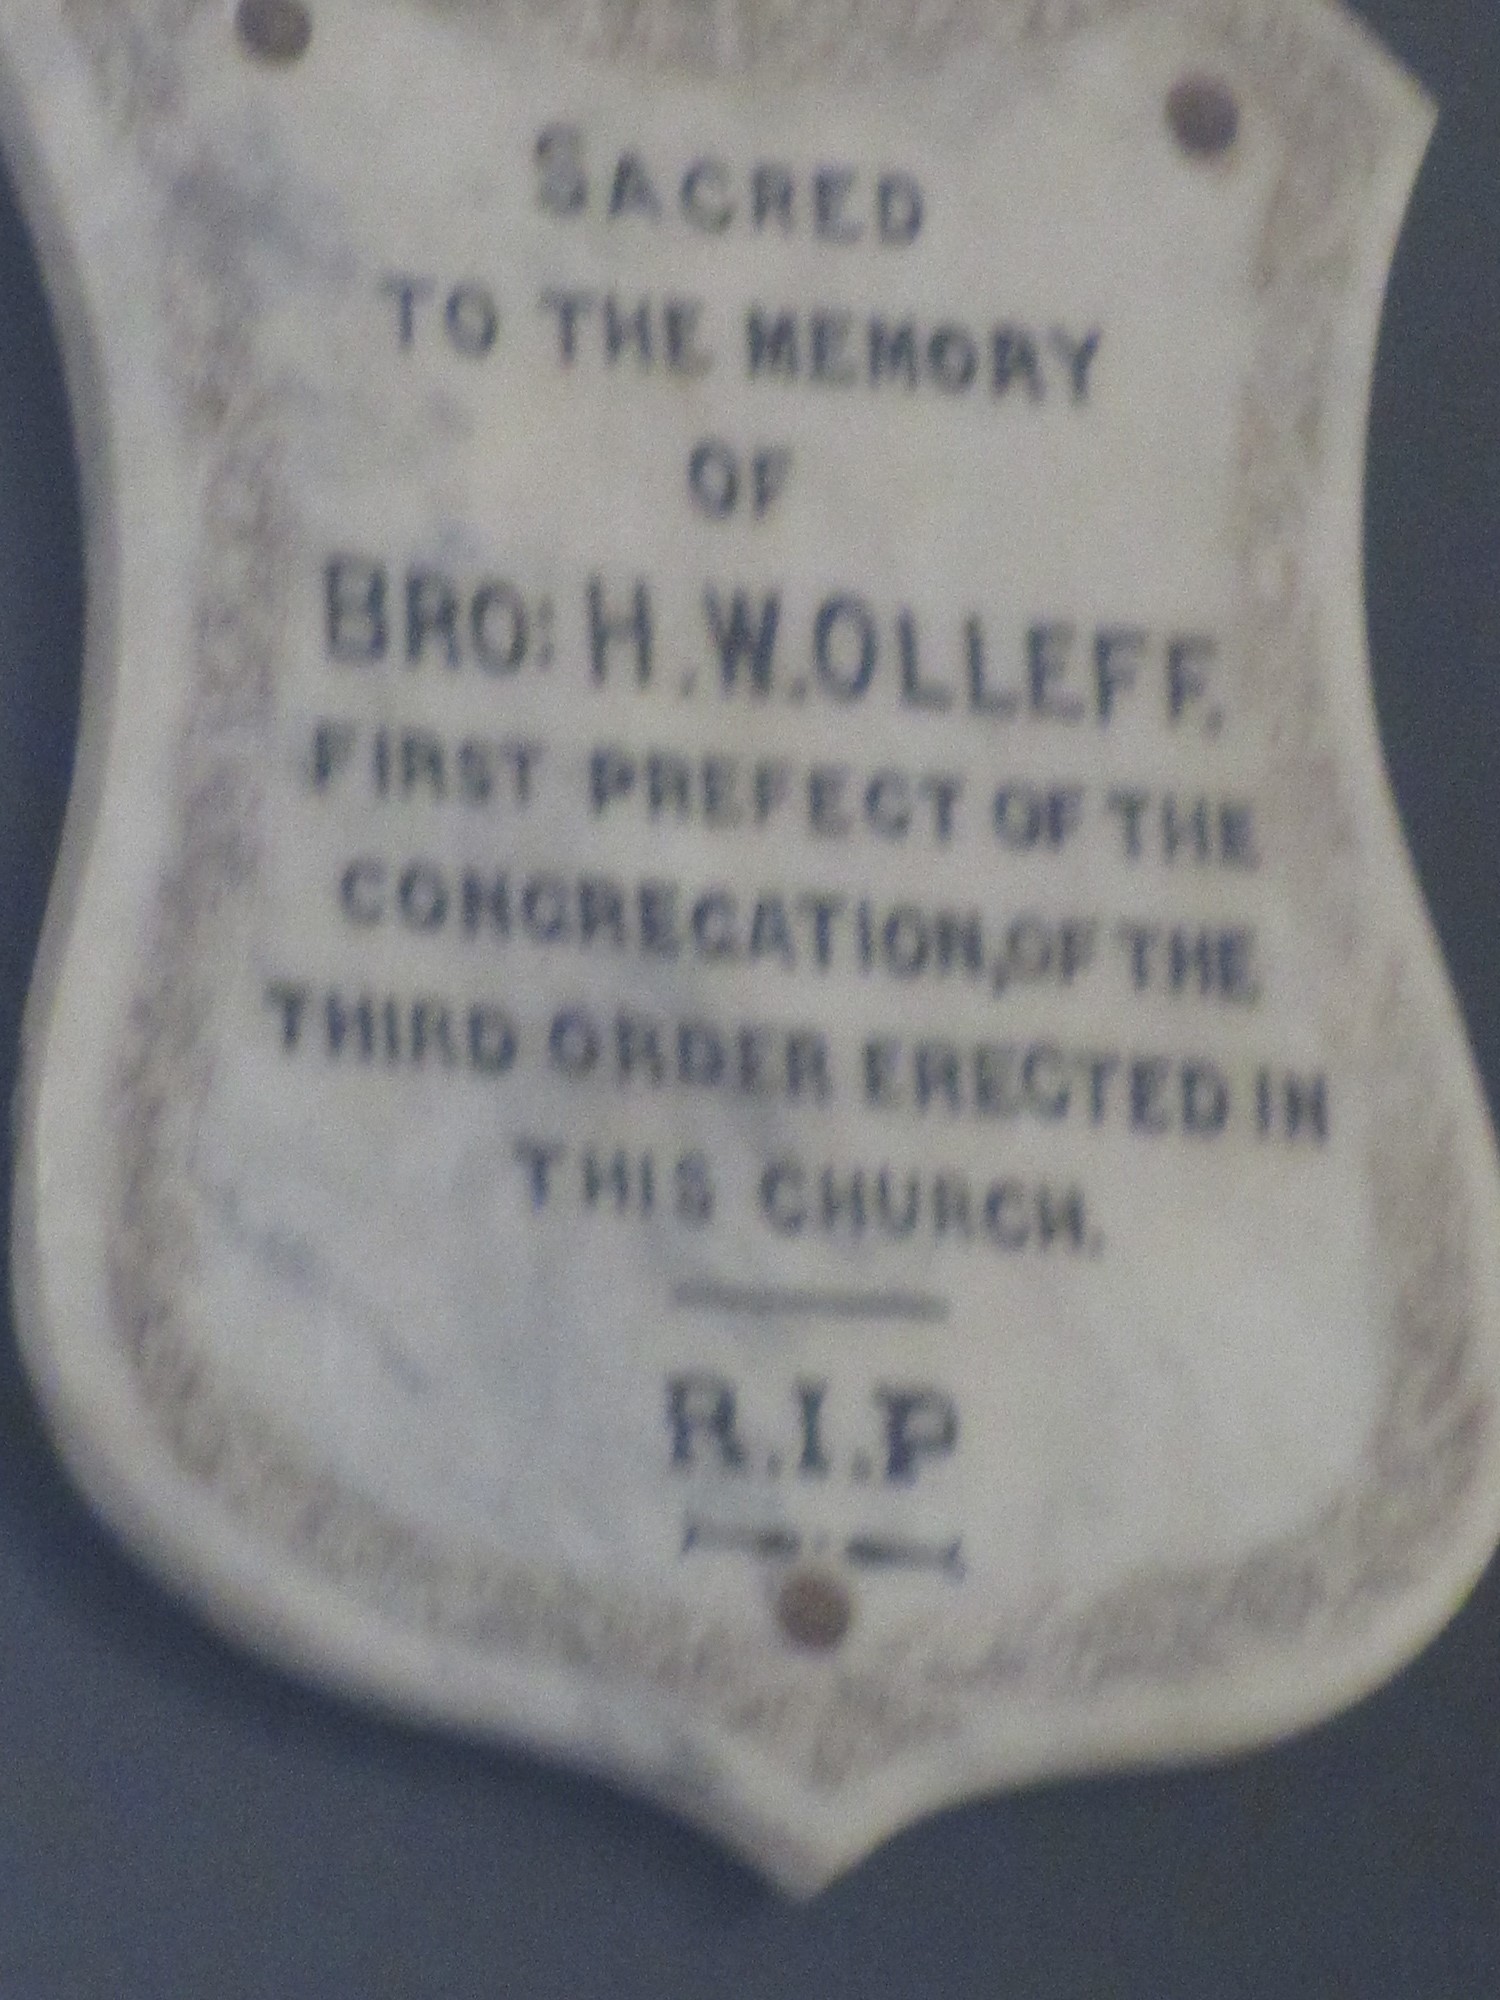 SACRED
TO THE MEMORY
OF
BRO: H.W.OLLEFF.
FIRST PREFECT OF THE
CONGREGATION,OF THE
THIRD ORDER ERECTED IN
THIS CHURCH.
R.I.P